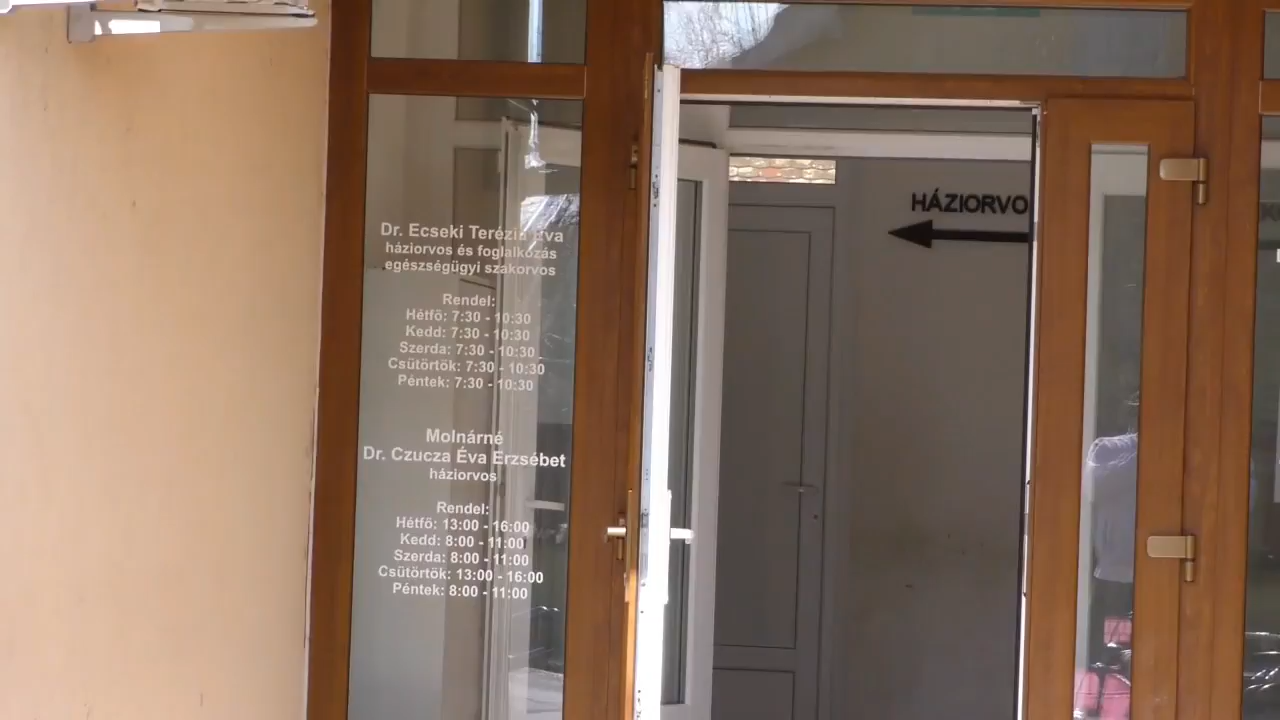 Dr. Ecseki Terézia Éva
háziorvos és foglalkozás
egészségügyi szakorvos
Rendel:
Hétfő: 7:30 - 10:30
Kedd: 7:30 - 10:30
Szerda: 7:30 - 10:30
Csütörtök: 7:30 - 10:30
Péntek: 7:30 - 10:30
Molnárné
Dr. Czucza Éva Erzsébet
háziorvos
Rendel:
Hétfő: 13:00 - 16:00
Kedd: 8:00 - 11:00
Szerda: 8:00 - 11:00
Csütörtök: 13:00 - 16:00
Péntek: 8:00 - 11:00
HÁZIORVO